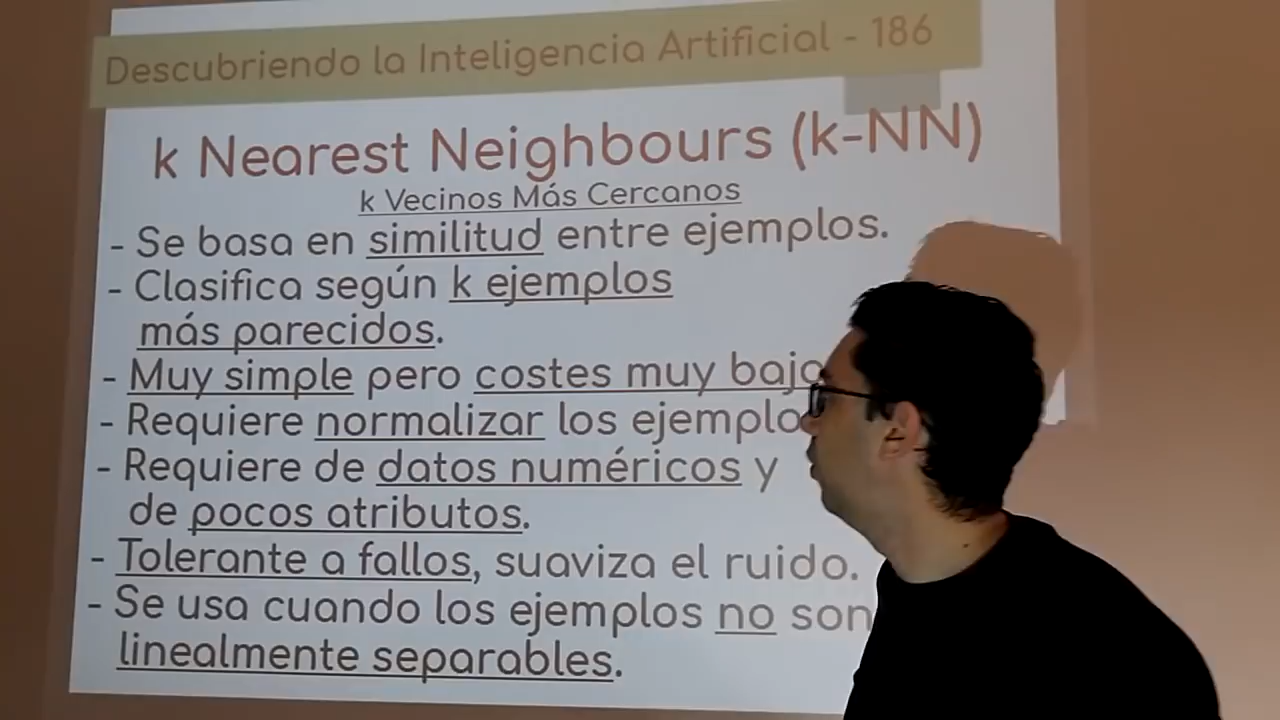 Descubriendo la Inteligencia Artificial - 186
k Nearest Neighbours (k-NN)
k Vecinos Más Cercanos
- Se basa en similitud entre ejemplos.
- Clasifica según k ejemplos
más parecidos.
- Muy simple pero costes muy bajo
- Requiere normalizar los ejemplo
- Requiere de datos numéricos y
de pocos atributos.
- Tolerante a fallos, suaviza el ruido.
- Se usa cuando los ejemplos no son
linealmente separables.